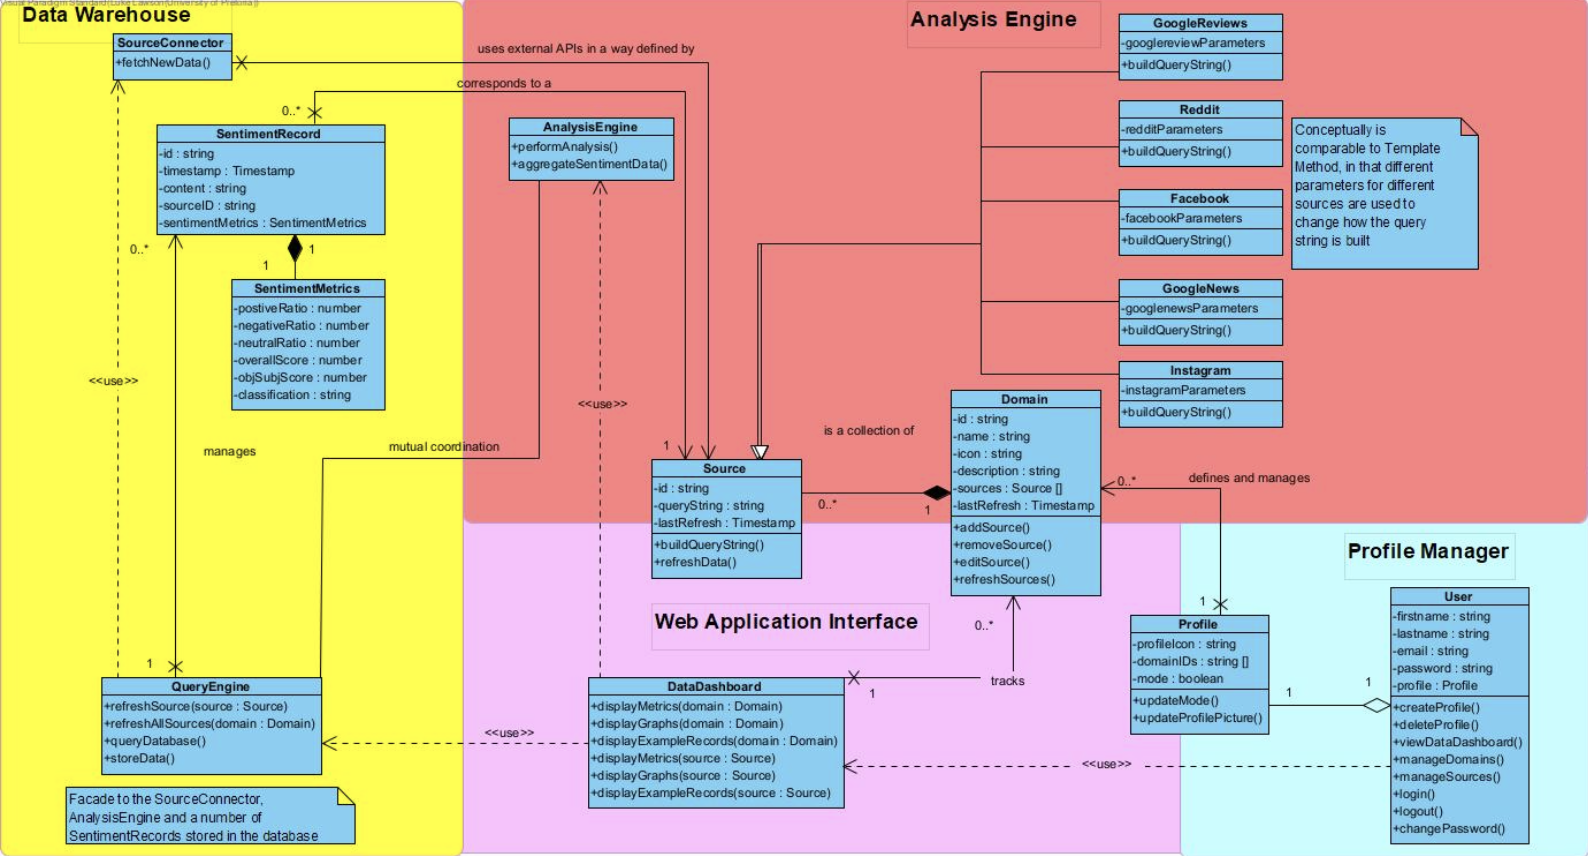 Visual Paradigm Standard(Luke Lawson(University of Pretoria))
Data Warehouse
SourceConnector
+fetchNewData()
uses external APIs in a way defined by
corresponds to a
0..*
SentimentRecord
-id : string
-timestamp : Timestamp
-content : string
-sourceID : string
-sentimentMetrics : SentimentMetrics
0..*
1
1
SentimentMetrics
-postiveRatio : number
-negativeRatio : number
-neutralRatio : number
-overallScore : number
-objSubjScore : number
-classification : string
<<use>>
manages
mutual coordination
1
QueryEngine
+refreshSource(source : Source)
+refreshAllSources(domain : Domain)
+queryDatabase()
+storeData()
Facade to the SourceConnector,
AnalysisEngine and a number of
SentimentRecords stored in the database
Analysis Engine
AnalysisEngine
+performAnalysis()
+aggregateSentimentData()
<<use>>
GoogleReviews
-googlereviewParameters
+buildQueryString()
Reddit
-redditParameters
+buildQueryString()
Facebook
-facebookParameters
+buildQueryString()
GoogleNews
-googlenewsParameters
+buildQueryString()
Instagram
-instagramParameters
+buildQueryString()
Conceptually is
comparable to Template
Method, in that different
parameters for different
sources are used to
change how the query
string is built
1
Source
-id : string
-queryString : string
-lastRefresh : Timestamp
+buildQueryString()
+refreshData()
is a collection of
0..*
1
Domain
-id : string
-name : string
-icon : string
-description : string
-sources : Source []
-lastRefresh : Timestamp
+addSource()
+removeSource()
+editSource()
+refreshSources()
0..*
defines and manages
Web Application Interface
0..*
tracks
1
DataDashboard
+displayMetrics(domain : Domain)
+displayGraphs(domain : Domain)
+displayExampleRecords(domain : Domain)
+displayMetrics(source : Source)
+displayGraphs(source : Source)
+displayExampleRecords(source : Source)
<<use>>
<<use>>
Profile Manager
1
Profile
-profileIcon : string
-domainIDs : string []
-mode : boolean
+updateMode()
+updateProfilePicture()
1
1
User
-firstname : string
-lastname : string
-email : string
-password : string
-profile : Profile
+createProfile()
+deleteProfile()
+viewDataDashboard()
+manageDomains()
+manageSources()
+login()
+logout()
+changePassword()